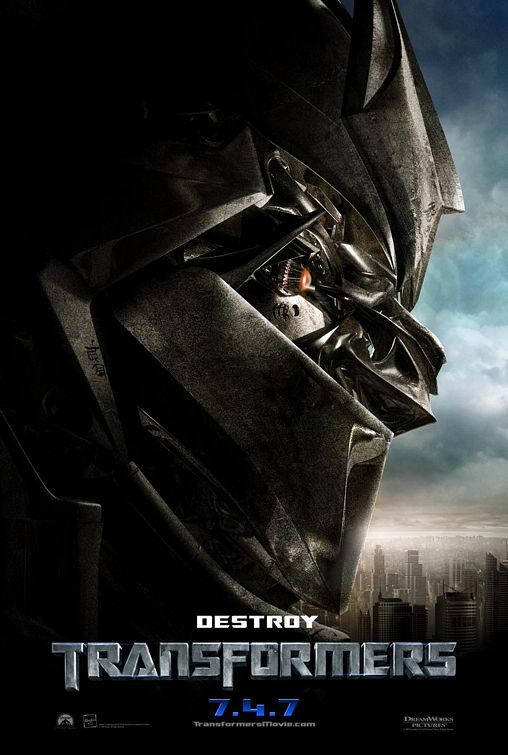 DESTROY
TRANSFORMERS
7.4.7
TransformersMovie.com
DREAMWORKS
PICTURES